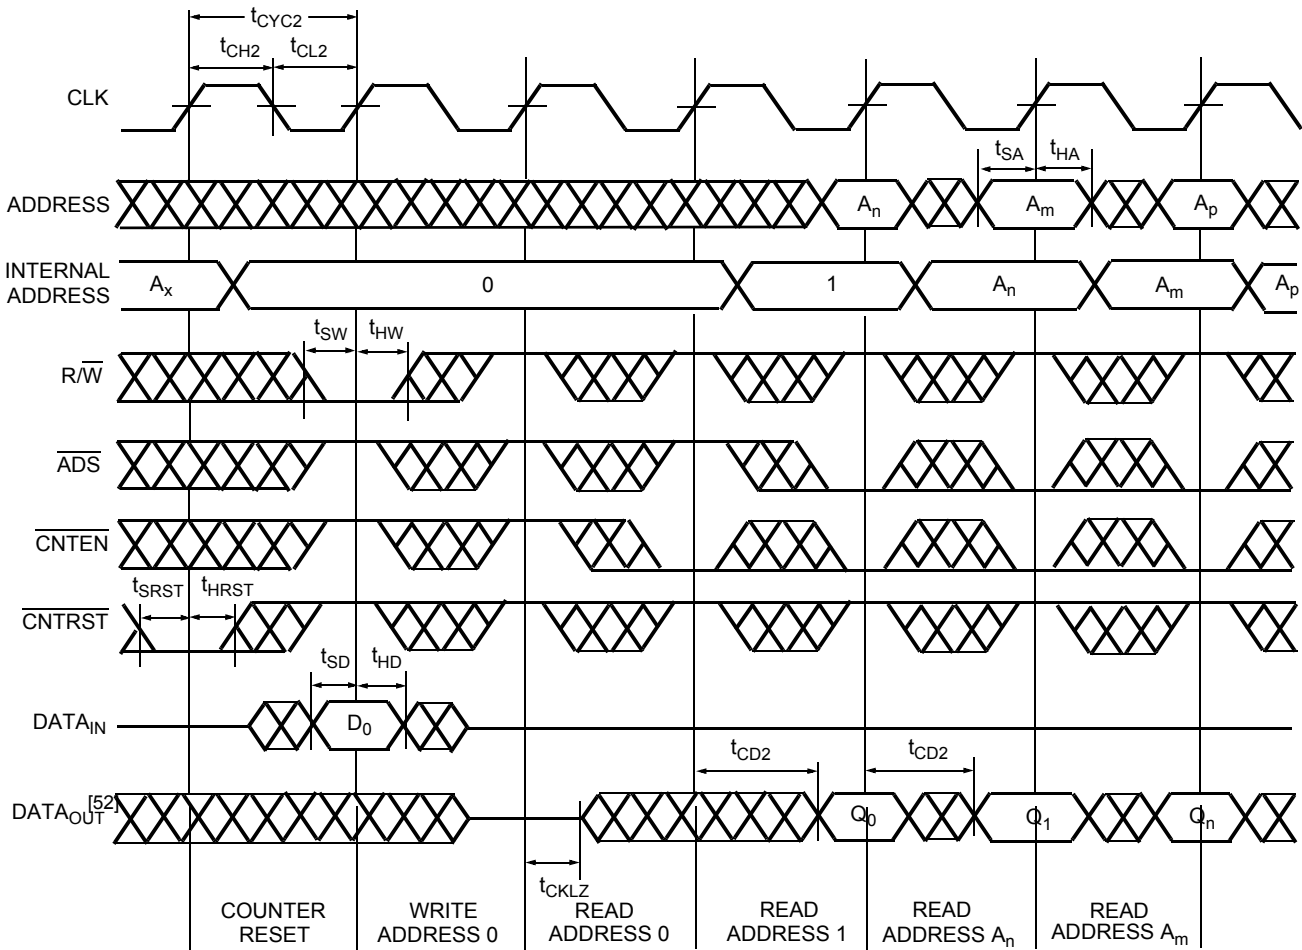 tCYC2
tCH2 tCL2
CLK
tSA tHA
ADDRESS An Am Ap
INTERNAL
ADDRESS Ax 0 1 An Am Ap
tSW tHW
R/W
ADS
CNTEN
tSRST tHRST
CNTRST
tSD tHD
DATAIN D0
tCD2 tCD2
DATAOUT[52] Q0 Q1 Qn
tCKLZ
COUNTER
RESET
WRITE
ADDRESS 0
READ
ADDRESS 0
READ
ADDRESS 1
READ
ADDRESS An
READ
ADDRESS Am